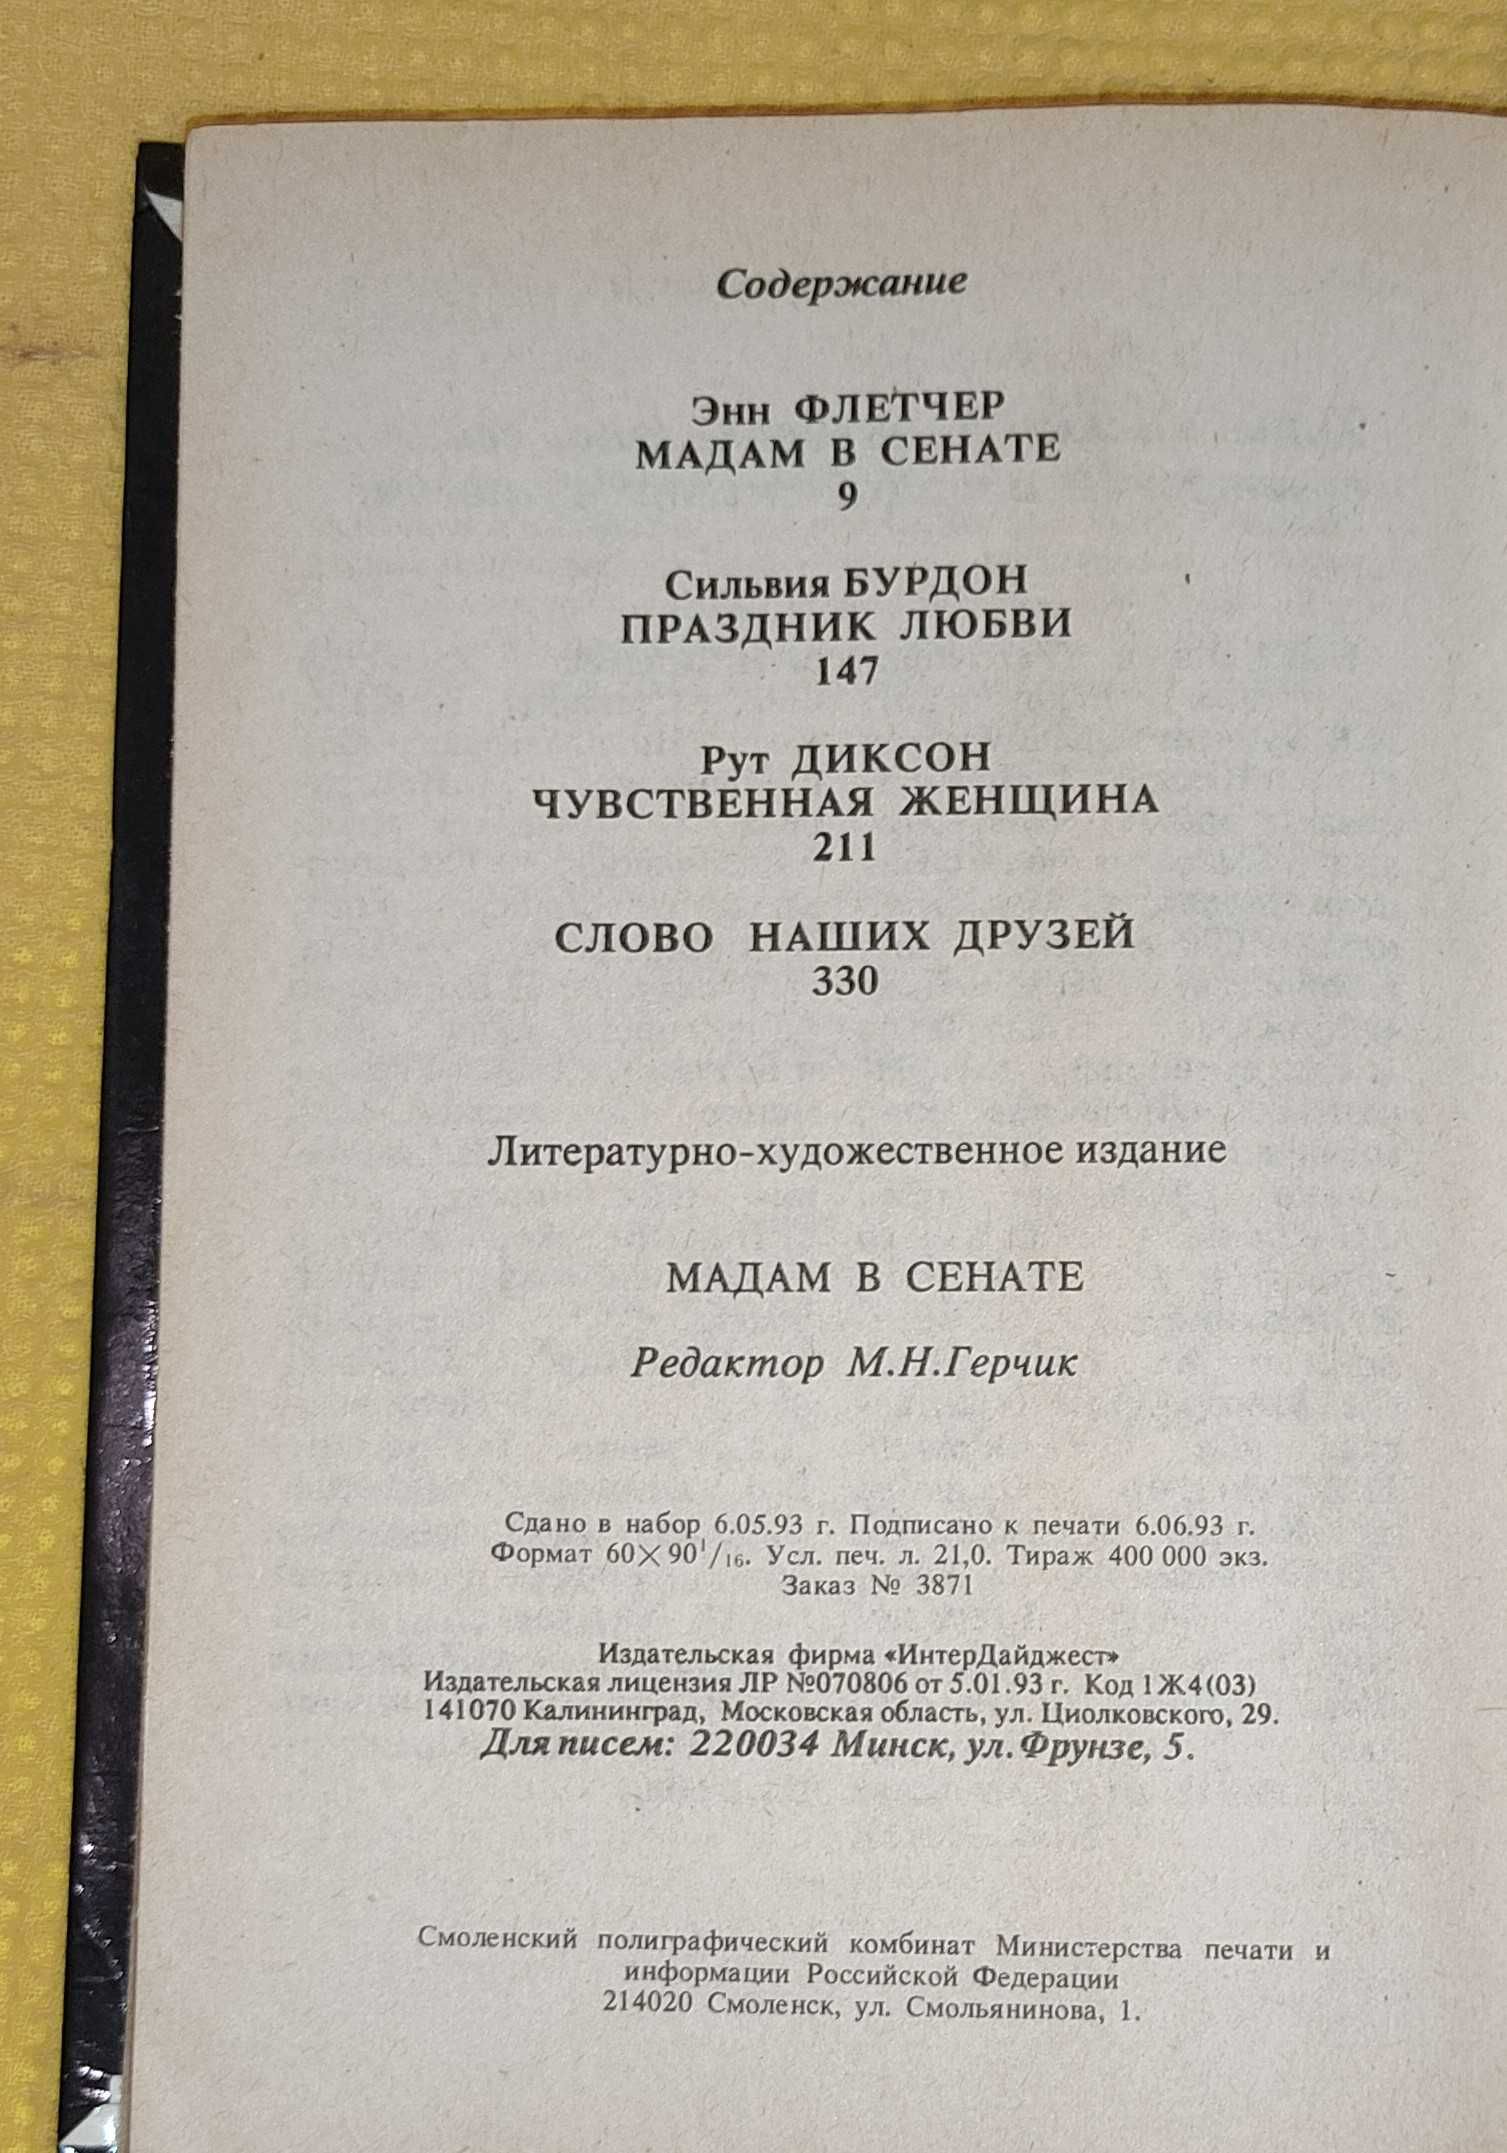 Содержание
Энн ФЛЕТЧЕР
МАДАМ В СЕНАТЕ
9
Сильвия БУРДОН
ПРАЗДНИК ЛЮБВИ
147
Рут ДИКСОН
ЧУВСТВЕННАЯ ЖЕНЩИНА
211
СЛОВО НАШИХ ДРУЗЕЙ
330
Литературно-художественное издание
МАДАМ В СЕНАТЕ
Редактор М.Н.Герчик
Сдано в набор 6.05.93 г. Подписано к печати 6.06.93 г.
Формат 60×90¹/₁₆. Усл. печ. л. 21,0. Тираж 400 000 экз.
Заказ № 3871
Издательская фирма «ИнтерДайджест»
Издательская лицензия ЛР №070806 от 5.01.93 г. Код 1Ж4(03)
141070 Калининград, Московская область, ул. Циолковского, 29.
Для писем: 220034 Минск, ул. Фрунзе, 5.
Смоленский полиграфический комбинат Министерства печати и
информации Российской Федерации
214020 Смоленск, ул. Смольянинова, 1.